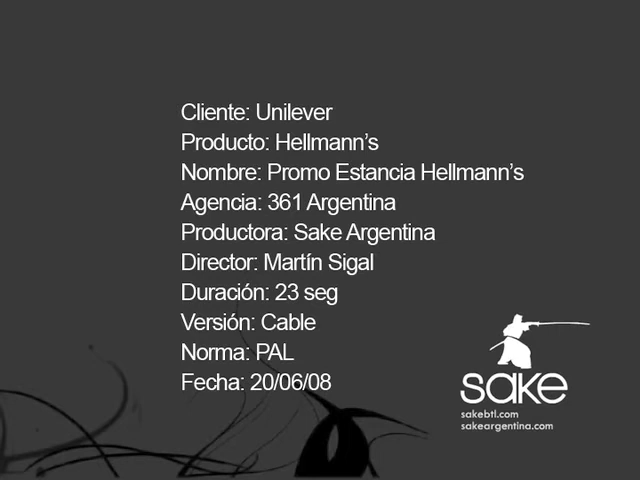 Cliente: Unilever
Producto: Hellmann’s
Nombre: Promo Estancia Hellmann’s
Agencia: 361 Argentina
Productora: Sake Argentina
Director: Martín Sigal
Duración: 23 seg
Versión: Cable
Norma: PAL
Fecha: 20/06/08
sake
sakebtl.com
sakeargentina.com